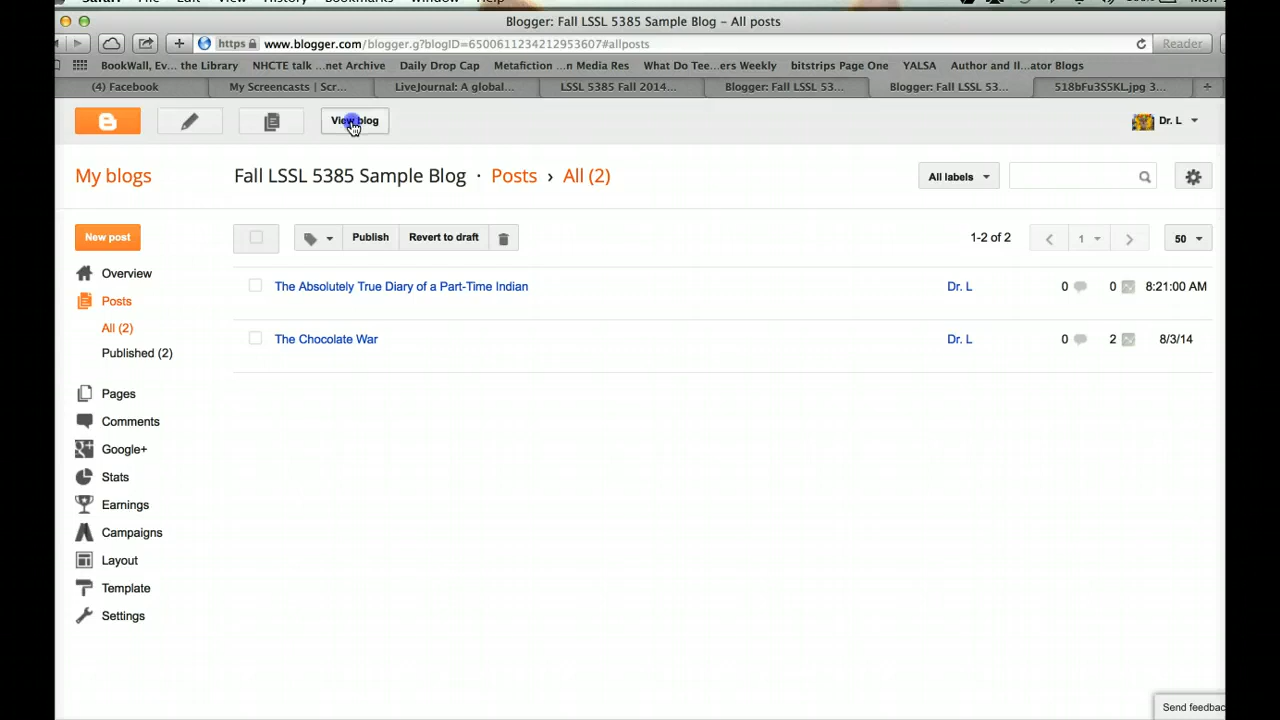 Blogger: Fall LSSL 5385 Sample Blog – All posts
https www.blogger.com/blogger.g?blogID=6500611234212953607#allposts Reader
BookWall, Ev... the Library NHCTE talk ...net Archive Daily Drop Cap Metafiction ...n Media Res What Do Tee...ers Weekly bitstrips Page One YALSA Author and Il...ator Blogs
(4) Facebook My Screencasts | Scr... LiveJournal: A global... LSSL 5385 Fall 2014... Blogger: Fall LSSL 53... Blogger: Fall LSSL 53... 518bFu3S5KL.jpg 3...
View blog Dr. L
My blogs Fall LSSL 5385 Sample Blog · Posts › All (2) All labels
New post Publish Revert to draft 1-2 of 2 1 50
Overview
The Absolutely True Diary of a Part-Time Indian Dr. L 0 0 8:21:00 AM
Posts
All (2)
The Chocolate War Dr. L 0 2 8/3/14
Published (2)
Pages
Comments
Google+
Stats
Earnings
Campaigns
Layout
Template
Settings
Send feedbac